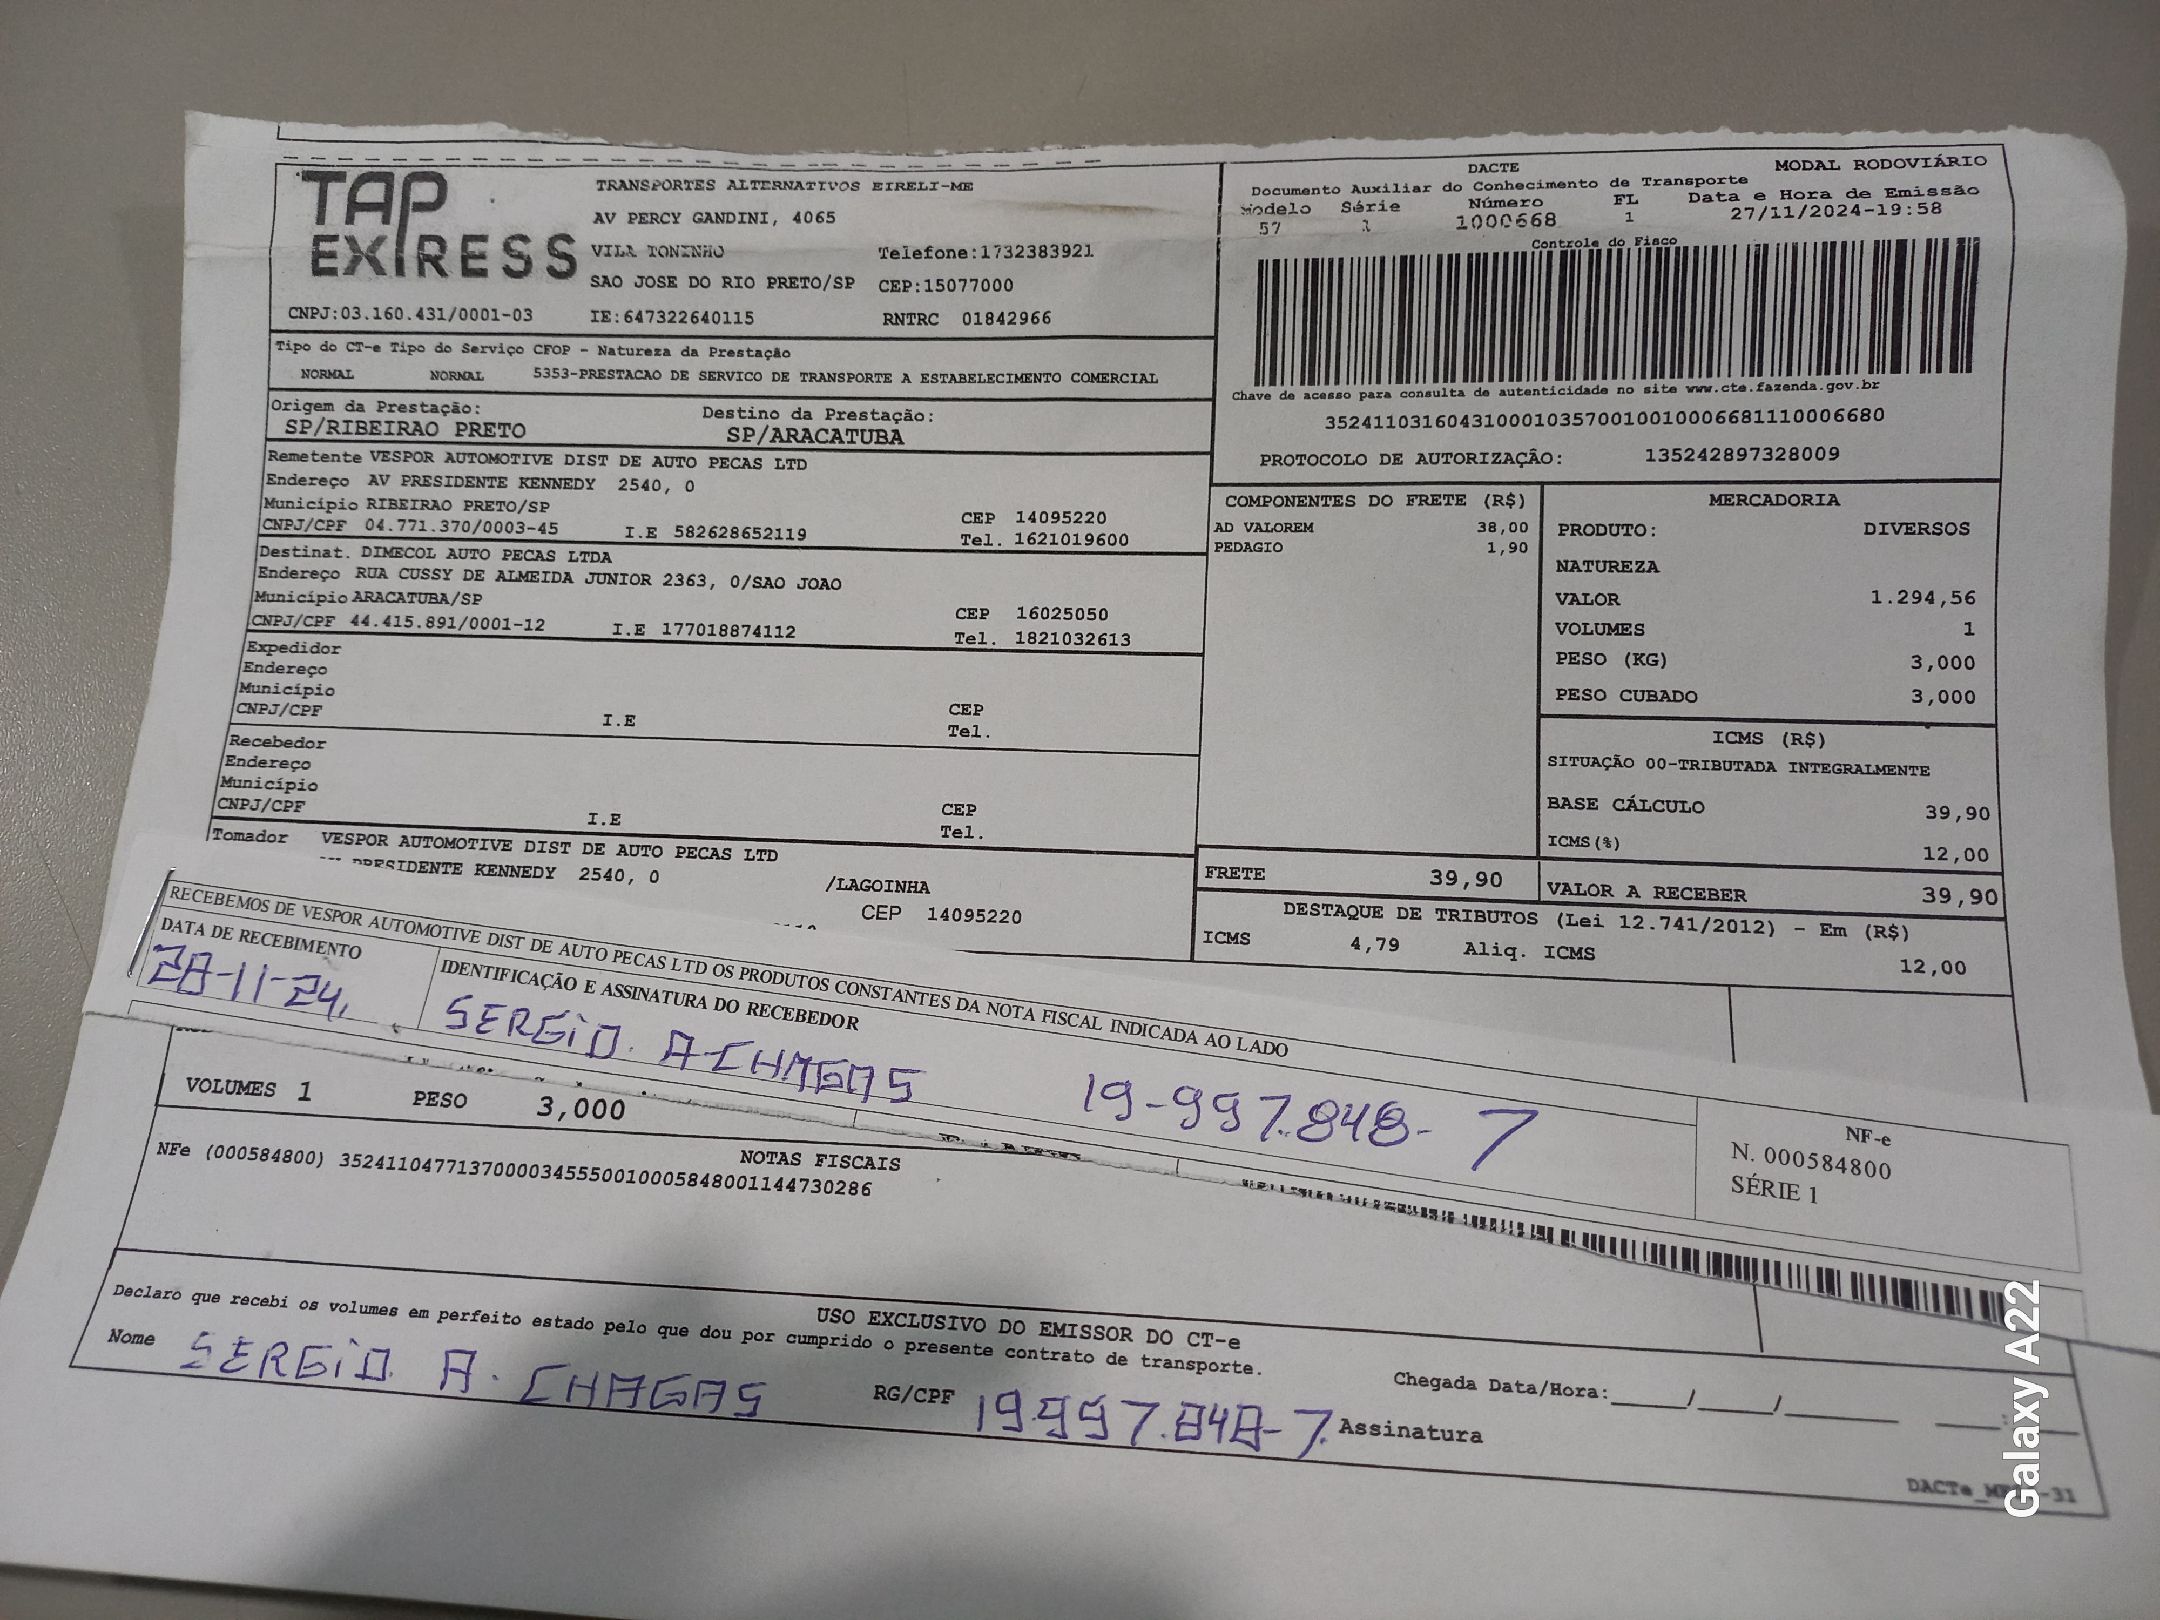 TAP
EXPRESS
TRANSPORTES ALTERNATIVOS EIRELI-ME
AV PERCY GANDINI, 4065
VILA TONINHO Telefone:1732383921
SAO JOSE DO RIO PRETO/SP CEP:15077000
CNPJ:03.160.431/0001-03 IE:647322640115 RNTRC 01842966
DACTE MODAL RODOVIÁRIO
Documento Auxiliar do Conhecimento de Transporte
Modelo Série Número FL Data e Hora de Emissão
57 1 1000668 1 27/11/2024-19:58
Controle do Fisco
Chave de acesso para consulta de autenticidade no site www.cte.fazenda.gov.br
35241103160431000103570010010006681110006680
PROTOCOLO DE AUTORIZAÇÃO: 135242897328009
Tipo do CT-e Tipo do Serviço CFOP - Natureza da Prestação
NORMAL NORMAL 5353-PRESTACAO DE SERVICO DE TRANSPORTE A ESTABELECIMENTO COMERCIAL
Origem da Prestação: Destino da Prestação:
SP/RIBEIRAO PRETO SP/ARACATUBA
Remetente VESPOR AUTOMOTIVE DIST DE AUTO PECAS LTD
Endereço AV PRESIDENTE KENNEDY 2540, 0
Município RIBEIRAO PRETO/SP CEP 14095220
CNPJ/CPF 04.771.370/0003-45 I.E 582628652119 Tel. 1621019600
Destinat. DIMECOL AUTO PECAS LTDA
Endereço RUA CUSSY DE ALMEIDA JUNIOR 2363, 0/SAO JOAO
Município ARACATUBA/SP CEP 16025050
CNPJ/CPF 44.415.891/0001-12 I.E 177018874112 Tel. 1821032613
Expedidor
Endereço
Município CEP
CNPJ/CPF I.E Tel.
Recebedor
Endereço
Município CEP
CNPJ/CPF I.E Tel.
Tomador VESPOR AUTOMOTIVE DIST DE AUTO PECAS LTD
PRESIDENTE KENNEDY 2540, 0 /LAGOINHA
CEP 14095220
COMPONENTES DO FRETE (R$)
AD VALOREM 38,00
PEDAGIO 1,90
MERCADORIA
PRODUTO: DIVERSOS
NATUREZA
VALOR 1.294,56
VOLUMES 1
PESO (KG) 3,000
PESO CUBADO 3,000
ICMS (R$)
SITUAÇÃO 00-TRIBUTADA INTEGRALMENTE
BASE CÁLCULO 39,90
ICMS(%) 12,00
FRETE 39,90 VALOR A RECEBER 39,90
DESTAQUE DE TRIBUTOS (Lei 12.741/2012) - Em (R$)
ICMS 4,79 Aliq. ICMS 12,00
RECEBEMOS DE VESPOR AUTOMOTIVE DIST DE AUTO PECAS LTD OS PRODUTOS CONSTANTES DA NOTA FISCAL INDICADA AO LADO
DATA DE RECEBIMENTO IDENTIFICAÇÃO E ASSINATURA DO RECEBEDOR
28-11-24, SERGIO. A-CHAGAS 19-997.848-7
NF-e
N. 000584800
SÉRIE 1
VOLUMES 1 PESO 3,000
NOTAS FISCAIS
NFe (000584800) 35241104771370000345550010005848001144730286
USO EXCLUSIVO DO EMISSOR DO CT-e
Declaro que recebi os volumes em perfeito estado pelo que dou por cumprido o presente contrato de transporte.
Nome SERGIO. A. CHAGAS RG/CPF 19997.848-7. Assinatura
Chegada Data/Hora:____/____/______ ____:____
Galaxy A22